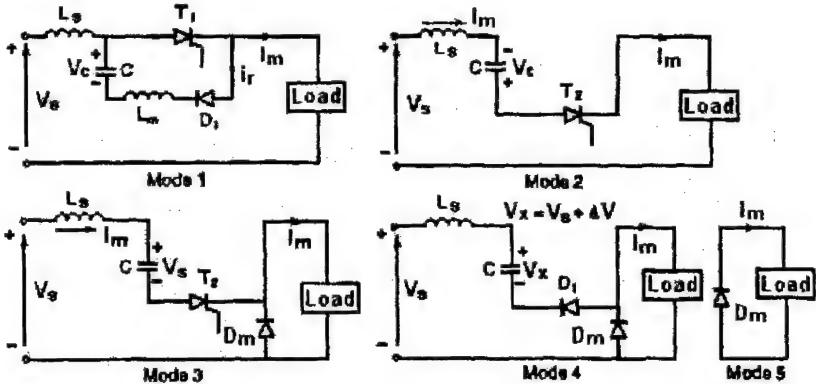 Ls T1 Im
+ + Vc C ir Load
Vs - Lm D1
-
Mode 1
Im
+ Ls - C Vc
Vs + T2 Im Load
-
Mode 2
Ls
+ Im + Im
C Vs T2
Vs - Load
Dm
-
Mode 3
Ls Vx = Vs + ΔV
+ + Im
C Vx D1 Load
Vs - Dm
-
Mode 4
Im
Load
Dm
Mode 5